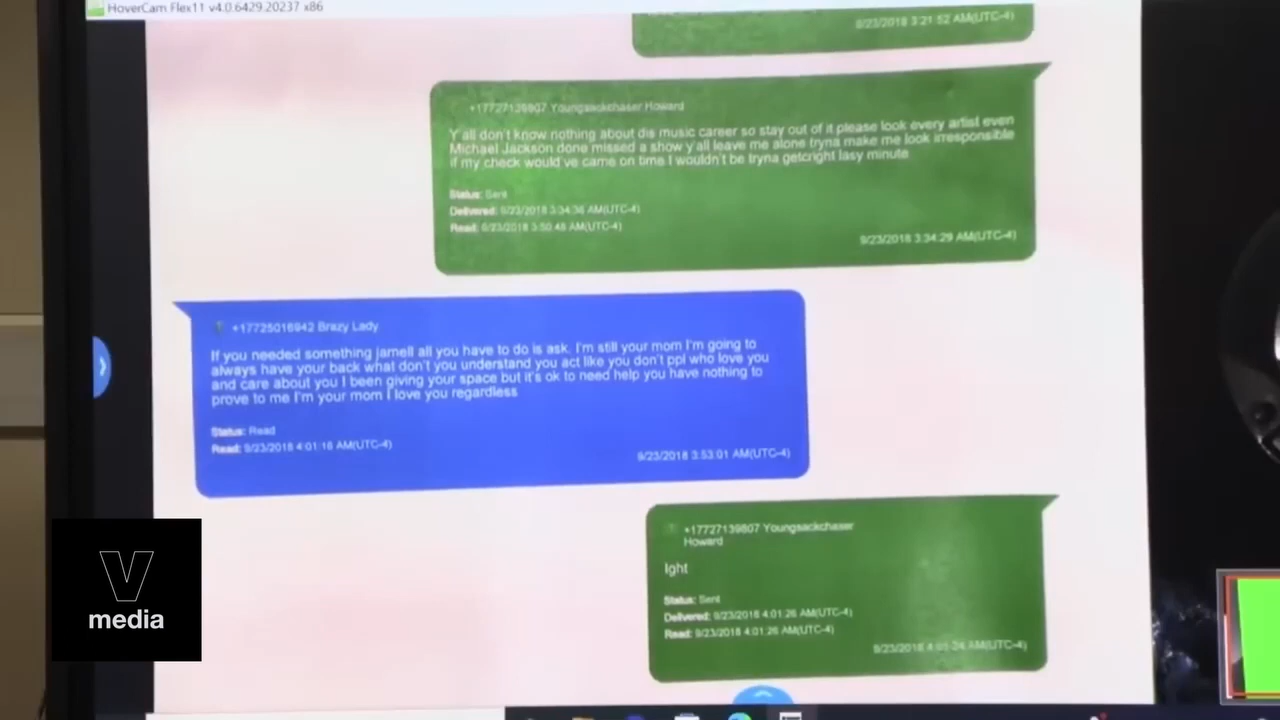 HoverCam Flex11 v4.0.6429.20237 x86
9/23/2018 3:21:52 AM(UTC-4)
+17727139807 Youngsackchaser Howard
Y'all don't know nothing about dis music career so stay out of it please look every artist even
Michael Jackson done missed a show y'all leave me alone tryna make me look irresponsible
if my check would've came on time I wouldn't be tryna getcright lasy minute
Status: Sent
Delivered: 9/23/2018 3:34:36 AM(UTC-4)
Read: 9/23/2018 3:50:48 AM(UTC-4)
9/23/2018 3:34:29 AM(UTC-4)
+17725016942 Brazy Lady
If you needed something jamell all you have to do is ask. I'm still your mom I'm going to
always have your back what don't you understand you act like you don't ppl who love you
and care about you I been giving your space but it's ok to need help you have nothing to
prove to me I'm your mom I love you regardless
Status: Read
Read: 9/23/2018 4:01:16 AM(UTC-4)
9/23/2018 3:53:01 AM(UTC-4)
+17727139807 Youngsackchaser
Howard
Ight
Status: Sent
Delivered: 9/23/2018 4:01:26 AM(UTC-4)
Read: 9/23/2018 4:01:26 AM(UTC-4)
9/23/2018 AM(UTC-4)
V
media